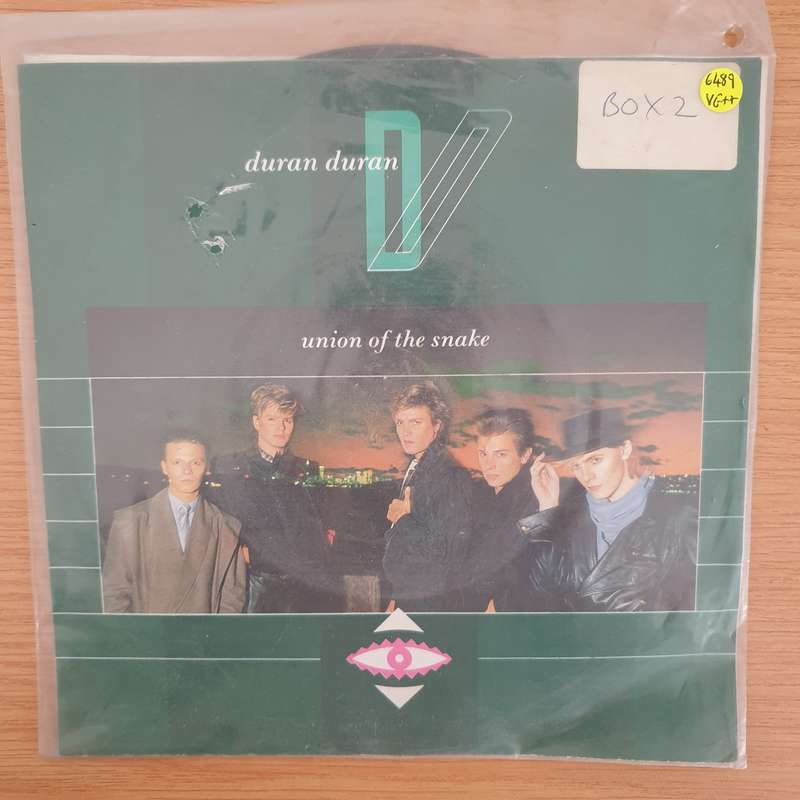 BOX 2
6489
VG++
duran duran
union of the snake